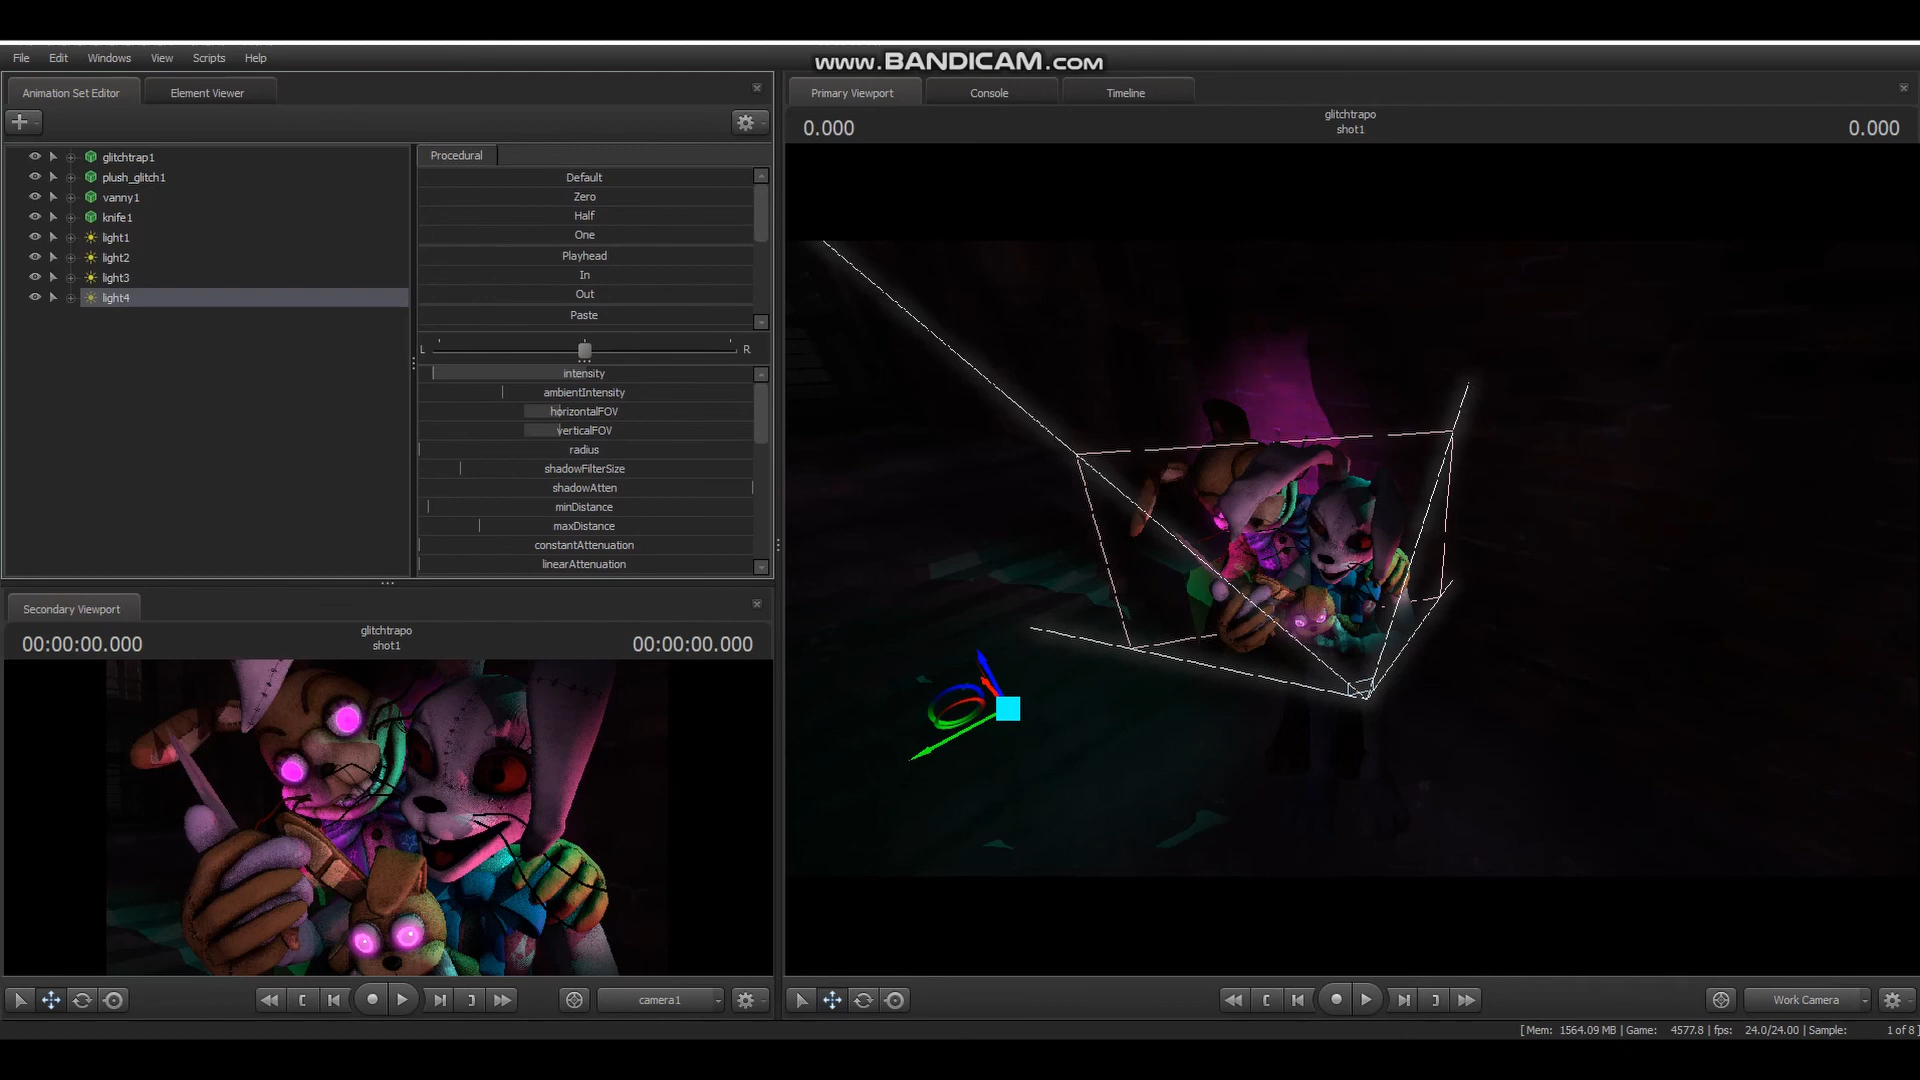 File Edit Windows View Scripts Help
www.BANDICAM.COM
Animation Set Editor Element Viewer
Primary Viewport Console Timeline
0.000 glitchtrapo 0.000
shot1
glitchtrap1
plush_glitch1
vanny1
knife1
light1
light2
light3
light4
Procedural
Default
Zero
Half
One
Playhead
In
Out
Paste
L R
intensity
ambientIntensity
horizontalFOV
verticalFOV
radius
shadowFilterSize
shadowAtten
minDistance
maxDistance
constantAttenuation
linearAttenuation
Secondary Viewport
00:00:00.000 glitchtrapo 00:00:00.000
shot1
camera1
Work Camera
[ Mem: 1564.09 MB | Game: 4577.8 | fps: 24.0/24.00 | Sample: 1 of 8 ]